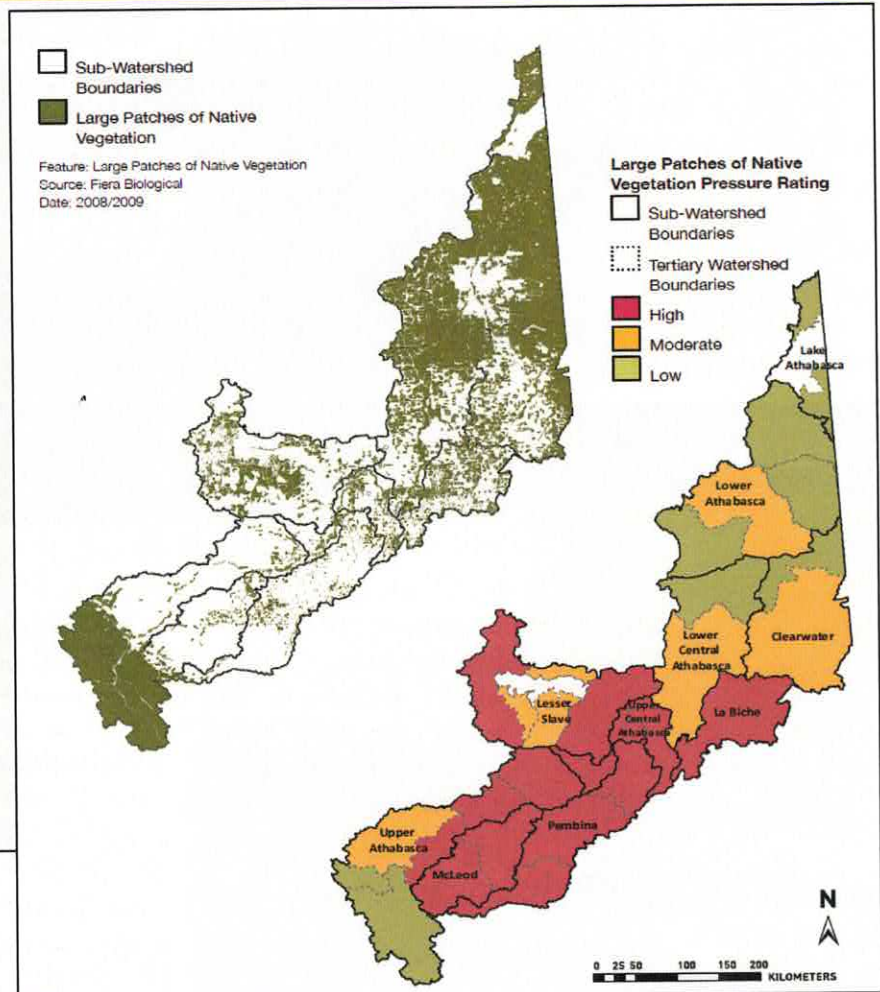 Sub-Watershed
Boundaries
Large Patches of Native
Vegetation
Feature: Large Patches of Native Vegetation
Source: Fiera Biological
Date: 2008/2009
Large Patches of Native
Vegetation Pressure Rating
Sub-Watershed
Boundaries
Tertiary Watershed
Boundaries
High
Moderate
Low
Lake
Athabasca
Lower
Athabasca
Lower
Central
Athabasca
Clearwater
Lesser
Slave
Upper
Central
Athabasca
La Biche
Upper
Athabasca
Pembina
McLeod
N
0 25 50 100 150 200
KILOMETERS